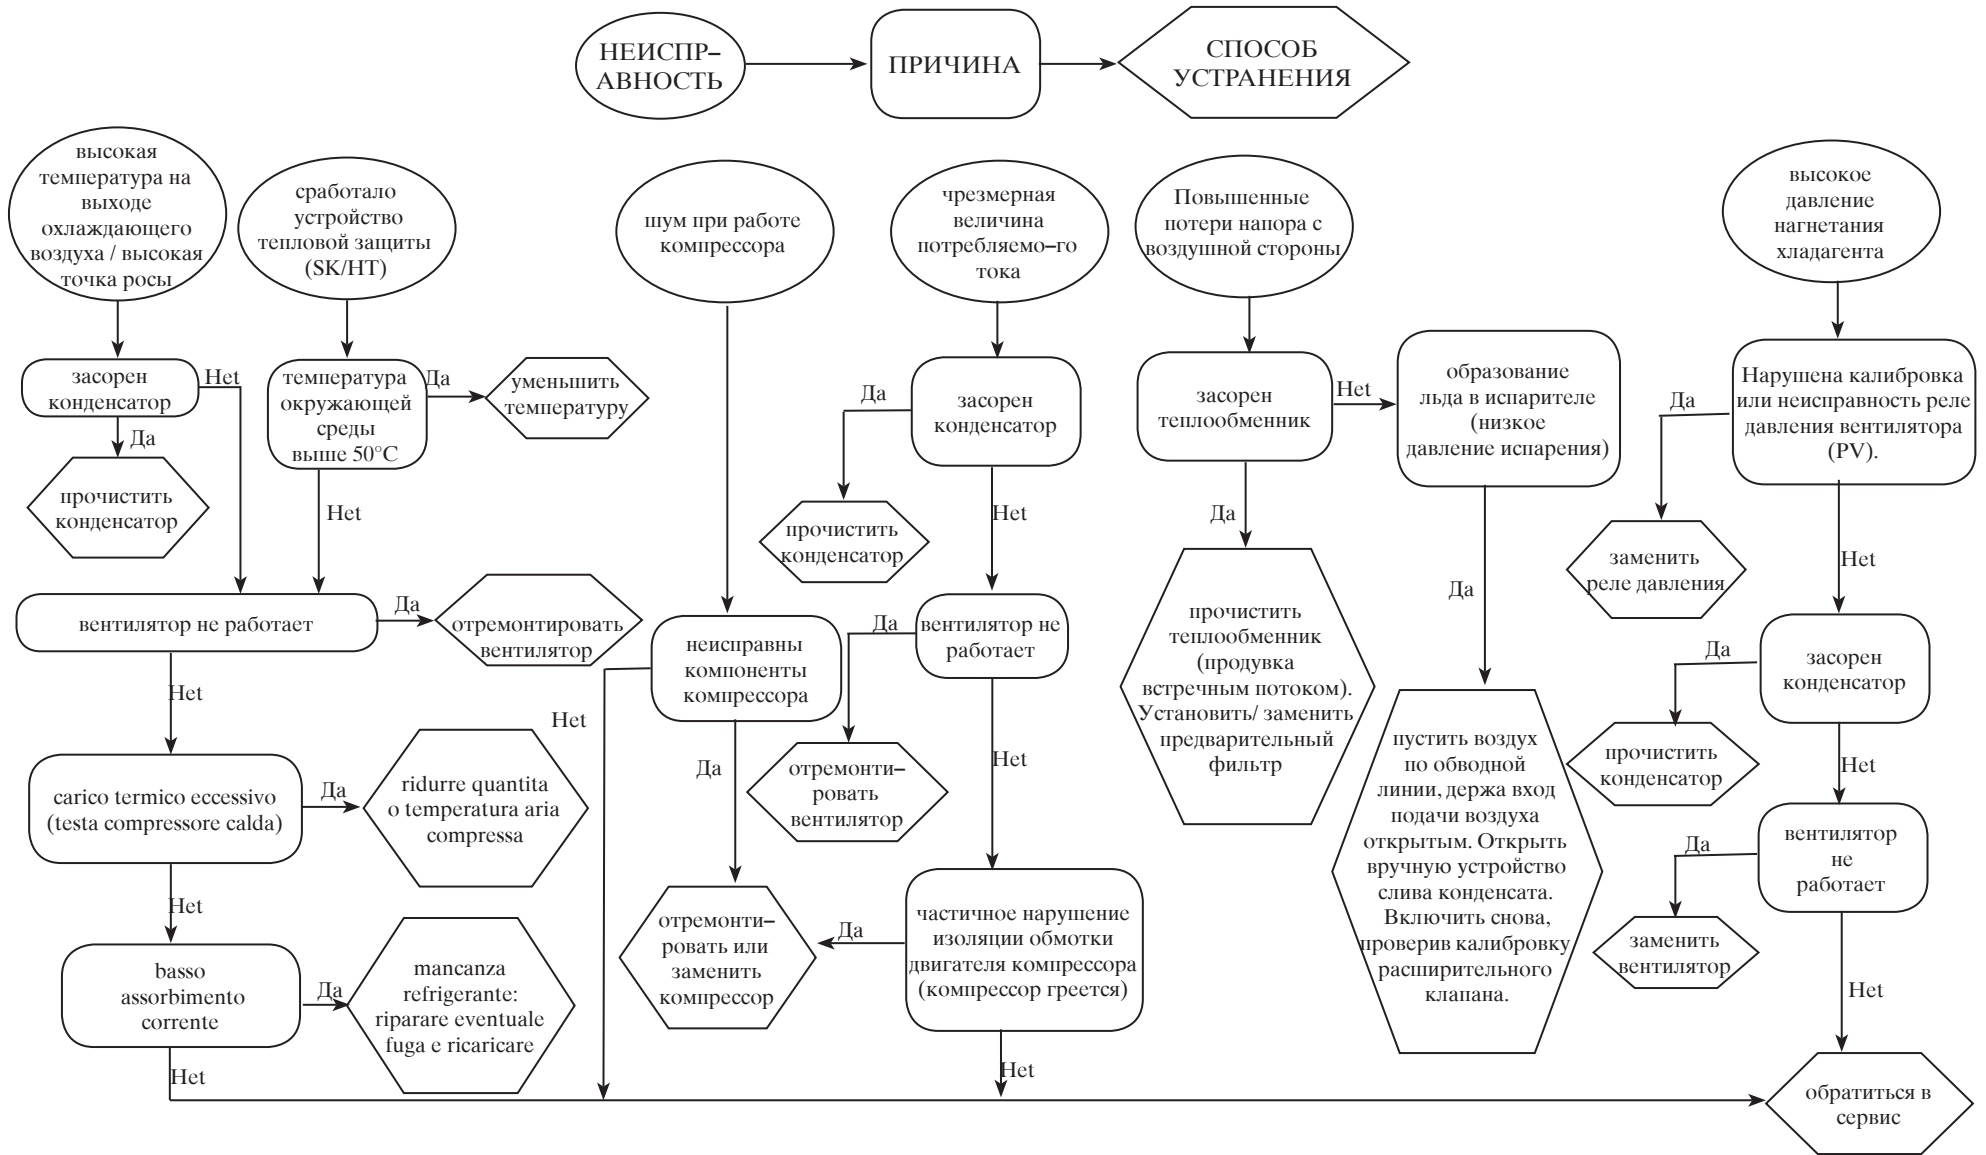 НЕИСПР–
АВНОСТЬ
ПРИЧИНА
СПОСОБ
УСТРАНЕНИЯ
высокая
температура на
выходе
охлаждающего
воздуха / высокая
точка росы
сработало
устройство
тепловой защиты
(SK/HT)
шум при работе
компрессора
чрезмерная
величина
потребляемо–го
тока
Повышенные
потери напора с
воздушной стороны
высокое
давление
нагнетания
хладагента
засорен
конденсатор
Нет
Да
прочистить
конденсатор
температура
окружающей
среды
выше 50°C
Да
уменьшить
температуру
Нет
вентилятор не работает
Да
отремонтировать
вентилятор
Нет
carico termico eccessivo
(testa compressore calda)
Да
ridurre quantita
o temperatura aria
compressa
Нет
basso
assorbimento
corrente
Да
mancanza
refrigerante:
riparare eventuale
fuga e ricaricare
Нет
неисправны
компоненты
компрессора
Нет
Да
отремонти–
ровать или
заменить
компрессор
засорен
конденсатор
Да
прочистить
конденсатор
Нет
вентилятор не
работает
Да
отремонти–
ровать
вентилятор
Нет
частичное нарушение
изоляции обмотки
двигателя компрессора
(компрессор греется)
Да
Нет
засорен
теплообменник
Нет
Да
прочистить
теплообменник
(продувка
встречным потоком).
Установить/ заменить
предварительный
фильтр
образование
льда в испарителе
(низкое
давление испарения)
Да
пустить воздух
по обводной
линии, держа вход
подачи воздуха
открытым. Открыть
вручную устройство
слива конденсата.
Включить снова,
проверив калибровку
расширительного
клапана.
Нарушена калибровка
или неисправность реле
давления вентилятора
(PV).
Да
заменить
реле давления
Нет
засорен
конденсатор
Да
прочистить
конденсатор
Нет
вентилятор
не
работает
Да
заменить
вентилятор
Нет
обратиться в
сервис